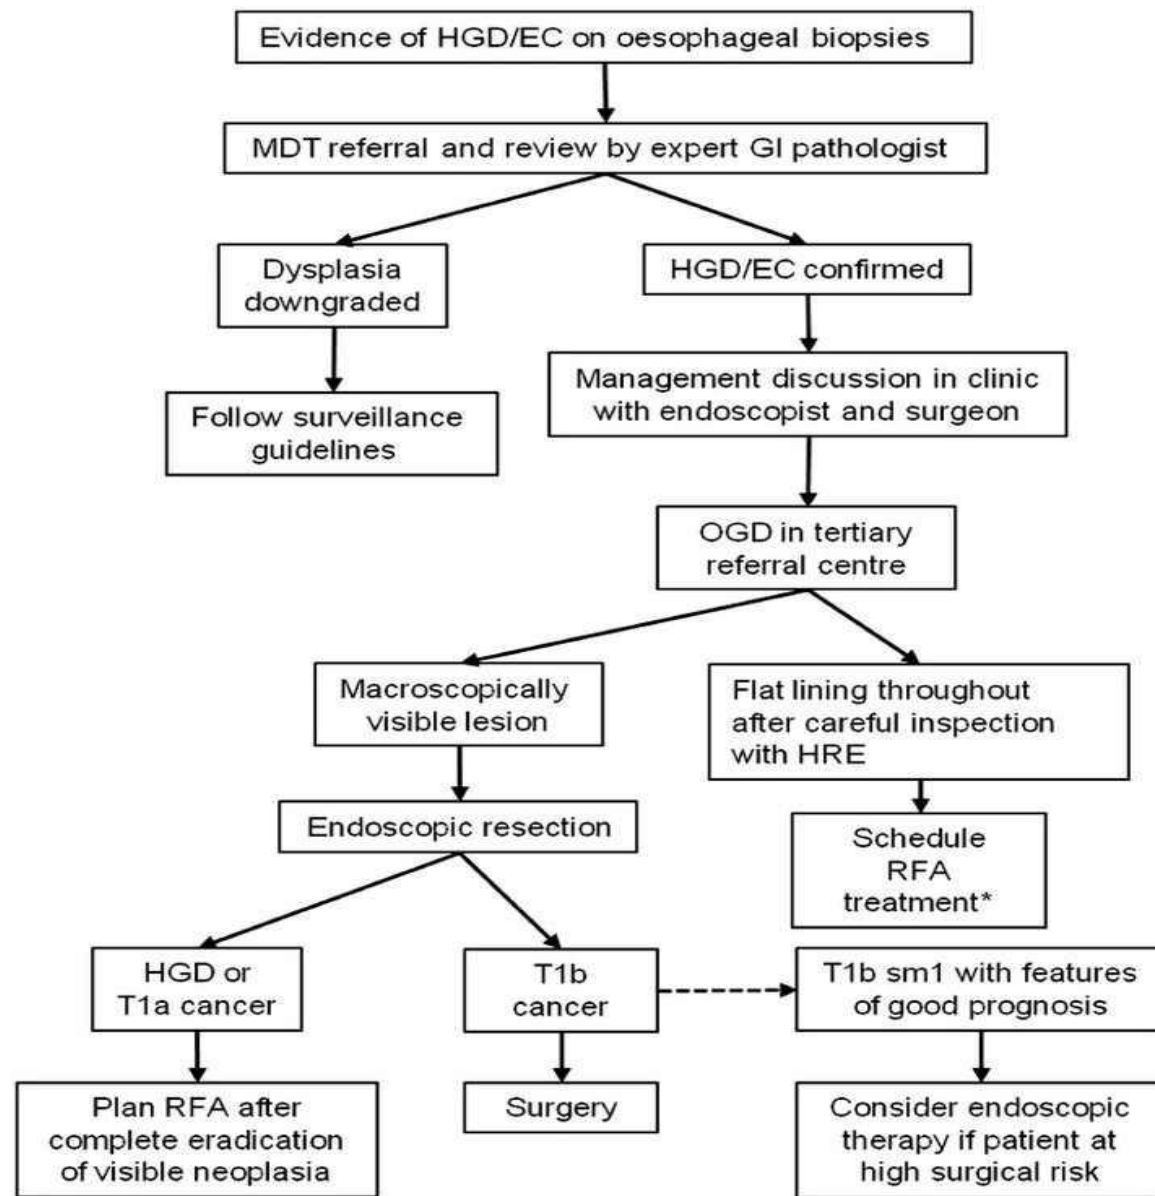 Evidence of HGD/EC on oesophageal biopsies
MDT referral and review by expert GI pathologist
Dysplasia
downgraded
HGD/EC confirmed
Follow surveillance
guidelines
Management discussion in clinic
with endoscopist and surgeon
OGD in tertiary
referral centre
Macroscopically
visible lesion
Flat lining throughout
after careful inspection
with HRE
Endoscopic resection
Schedule
RFA
treatment*
HGD or
T1a cancer
T1b
cancer
T1b sm1 with features
of good prognosis
Plan RFA after
complete eradication
of visible neoplasia
Surgery
Consider endoscopic
therapy if patient at
high surgical risk